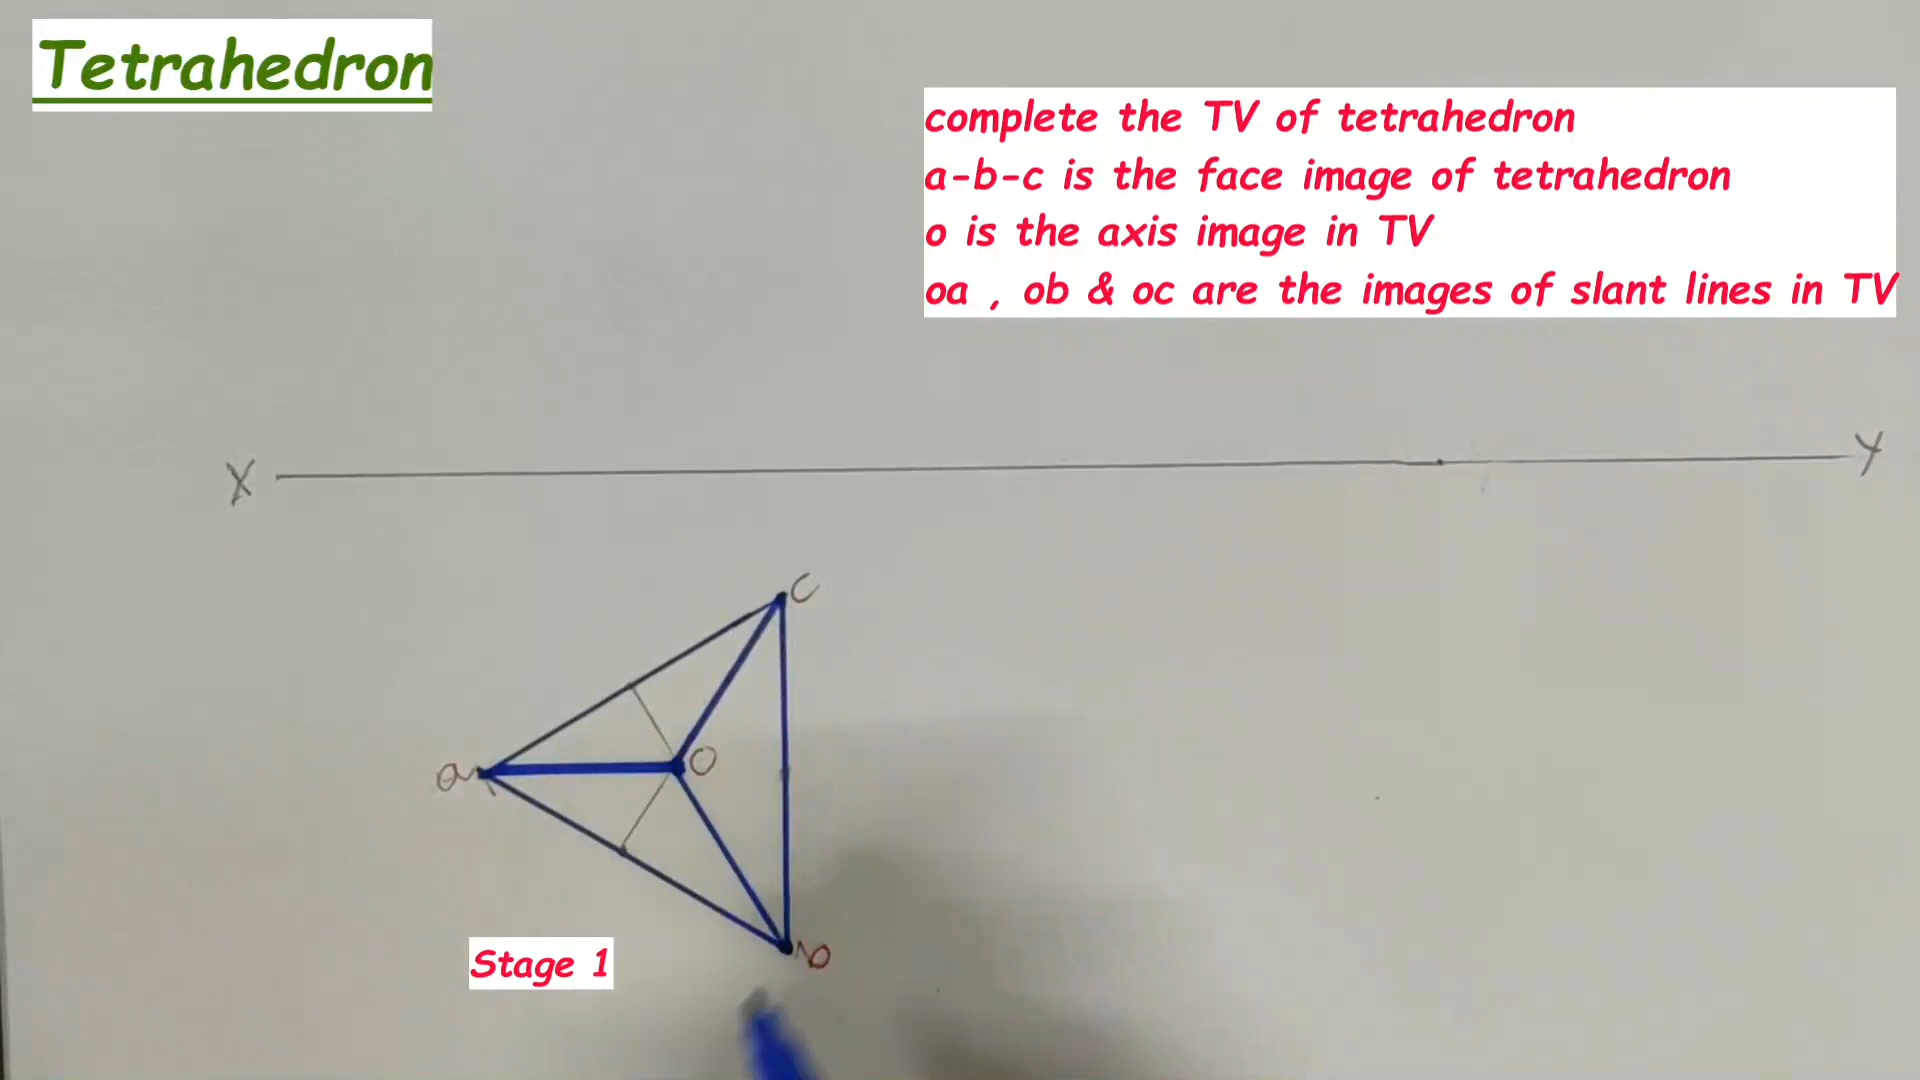 Tetrahedron
complete the TV of tetrahedron
a-b-c is the face image of tetrahedron
o is the axis image in TV
oa , ob & oc are the images of slant lines in TV
X
Y
c
a
o
b
Stage 1